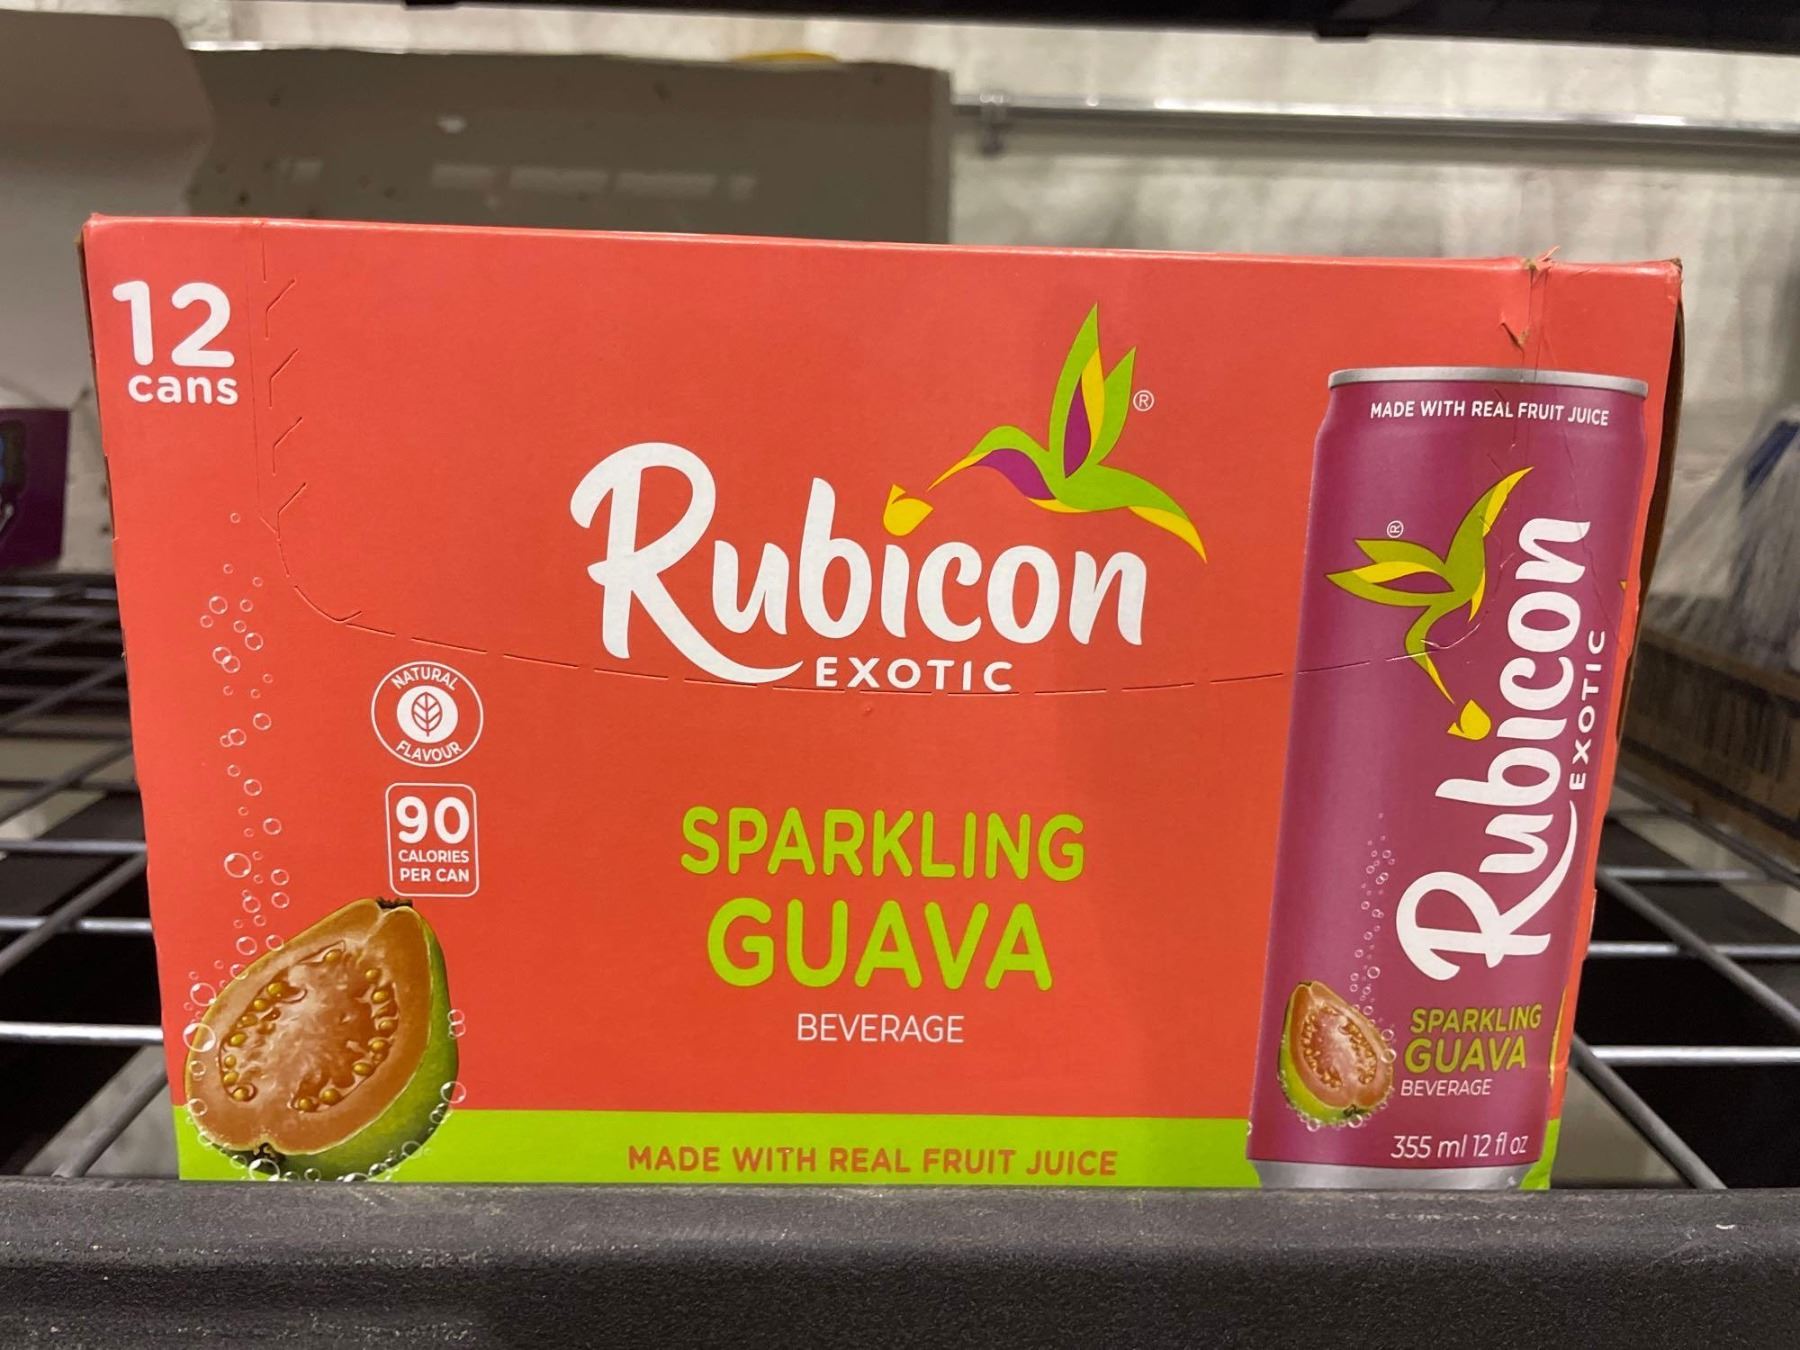 12
cans
Rubicon
®
EXOTIC
NATURAL
FLAVOUR
90
CALORIES
PER CAN
SPARKLING
GUAVA
BEVERAGE
MADE WITH REAL FRUIT JUICE
MADE WITH REAL FRUIT JUICE
®
Rubicon
EXOTIC
SPARKLING
GUAVA
BEVERAGE
355 ml 12 fl oz